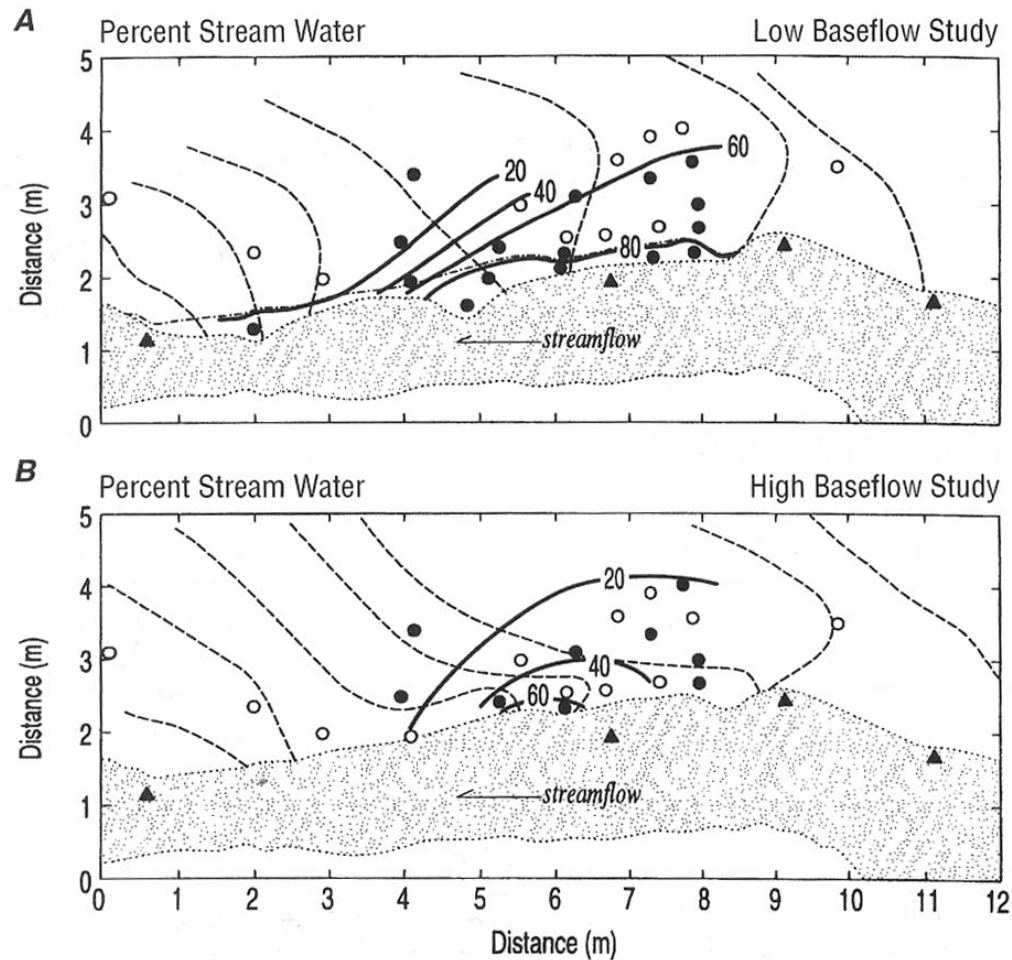 A
Percent Stream Water Low Baseflow Study
5
4
3
2
1
0
Distance (m)
20
40
60
80
streamflow
B
Percent Stream Water High Baseflow Study
5
4
3
2
1
0
Distance (m)
20
40
60
streamflow
0 1 2 3 4 5 6 7 8 9 10 11 12
Distance (m)